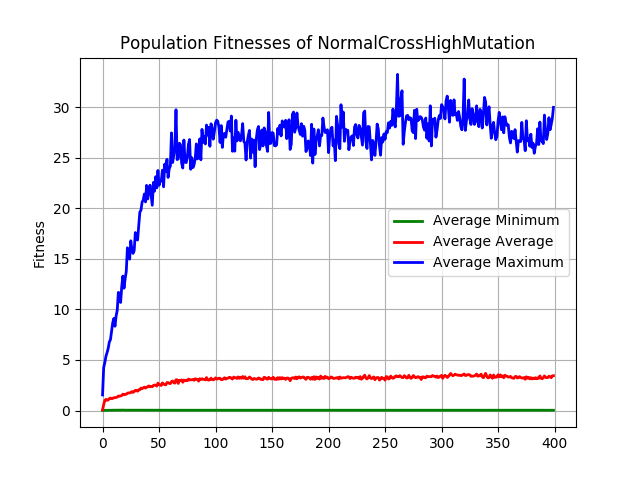 Population Fitnesses of NormalCrossHighMutation
Fitness
30
25
20
15
10
5
0
Average Minimum
Average Average
Average Maximum
0 50 100 150 200 250 300 350 400